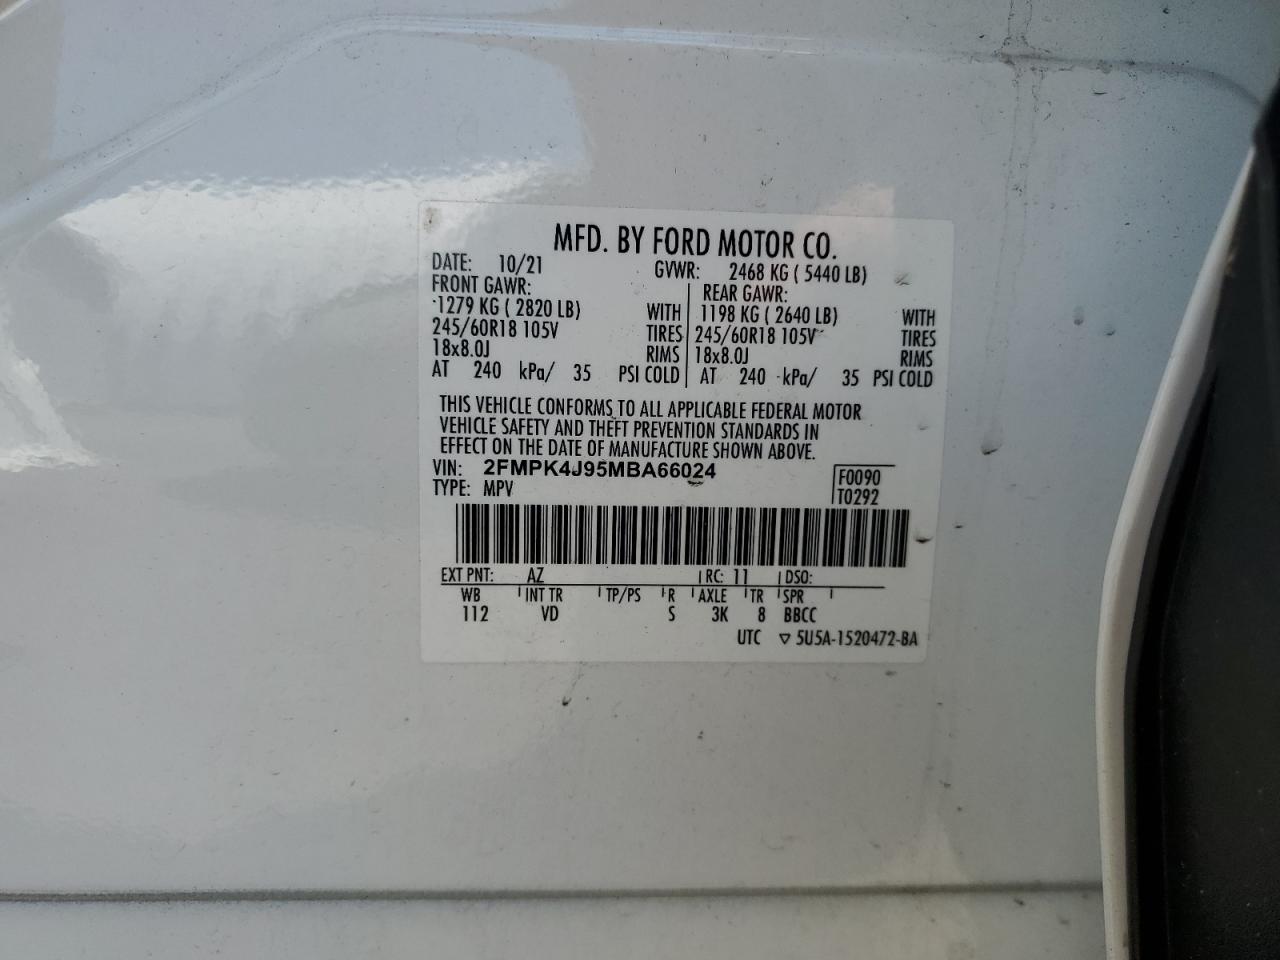 MFD. BY FORD MOTOR CO.
DATE: 10/21 GVWR: 2468 KG ( 5440 LB)
FRONT GAWR: REAR GAWR:
1279 KG ( 2820 LB) WITH 1198 KG ( 2640 LB) WITH
245/60R18 105V TIRES 245/60R18 105V TIRES
18x8.0J RIMS 18x8.0J RIMS
AT 240 kPa/ 35 PSI COLD AT 240 kPa/ 35 PSI COLD
THIS VEHICLE CONFORMS TO ALL APPLICABLE FEDERAL MOTOR
VEHICLE SAFETY AND THEFT PREVENTION STANDARDS IN
EFFECT ON THE DATE OF MANUFACTURE SHOWN ABOVE.
VIN: 2FMPK4J95MBA66024 F0090
TYPE: MPV T0292
EXT PNT: AZ RC: 11 DSO:
WB INT TR TP/PS R AXLE TR SPR
112 VD S 3K 8 BBCC
UTC ▽ 5U5A-1520472-BA